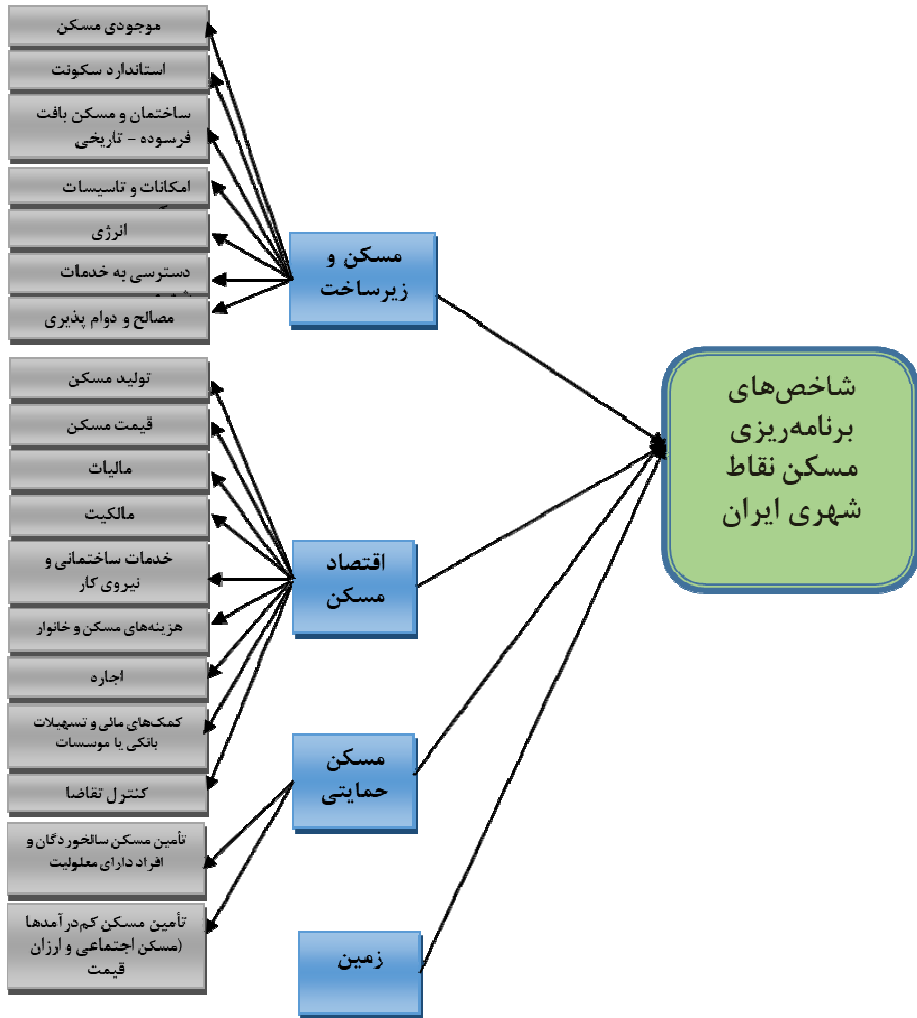 شاخص‌های
برنامه‌ریزی
مسکن نقاط
شهری ایران
مسکن و
زیرساخت
موجودی مسکن
استاندارد سکونت
ساختمان و مسکن بافت
فرسوده - تاریخی
امکانات و تاسیسات
انرژی
دسترسی به خدمات
مصالح و دوام پذیری
اقتصاد
مسکن
تولید مسکن
قیمت مسکن
مالیات
مالکیت
خدمات ساختمانی و
نیروی کار
هزینه‌های مسکن و خانوار
اجاره
کمک‌های مالی و تسهیلات
بانکی یا موسسات
کنترل تقاضا
مسکن
حمایتی
تأمین مسکن سالخوردگان و
افراد دارای معلولیت
تأمین مسکن کم‌درآمدها
(مسکن اجتماعی و ارزان
قیمت
زمین